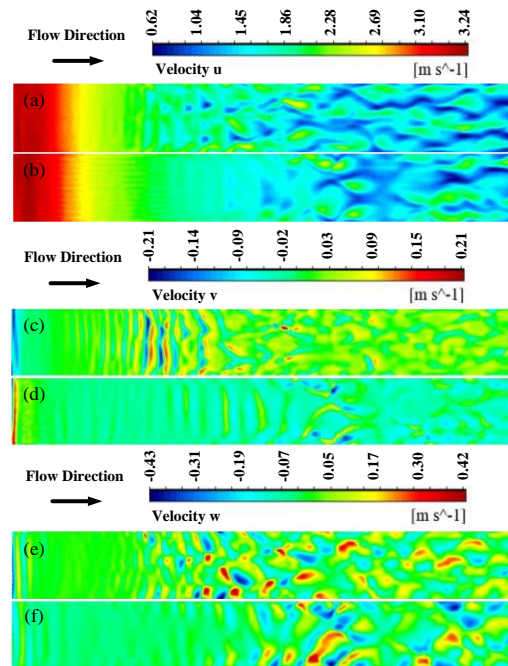 0.62 1.04 1.45 1.86 2.28 2.69 3.10 3.24
Flow Direction
Velocity u [m s^-1]
(a)
(b)
-0.21 -0.14 -0.09 -0.02 0.03 0.09 0.15 0.21
Flow Direction
Velocity v [m s^-1]
(c)
(d)
-0.43 -0.31 -0.19 -0.07 0.05 0.17 0.30 0.42
Flow Direction
Velocity w [m s^-1]
(e)
(f)